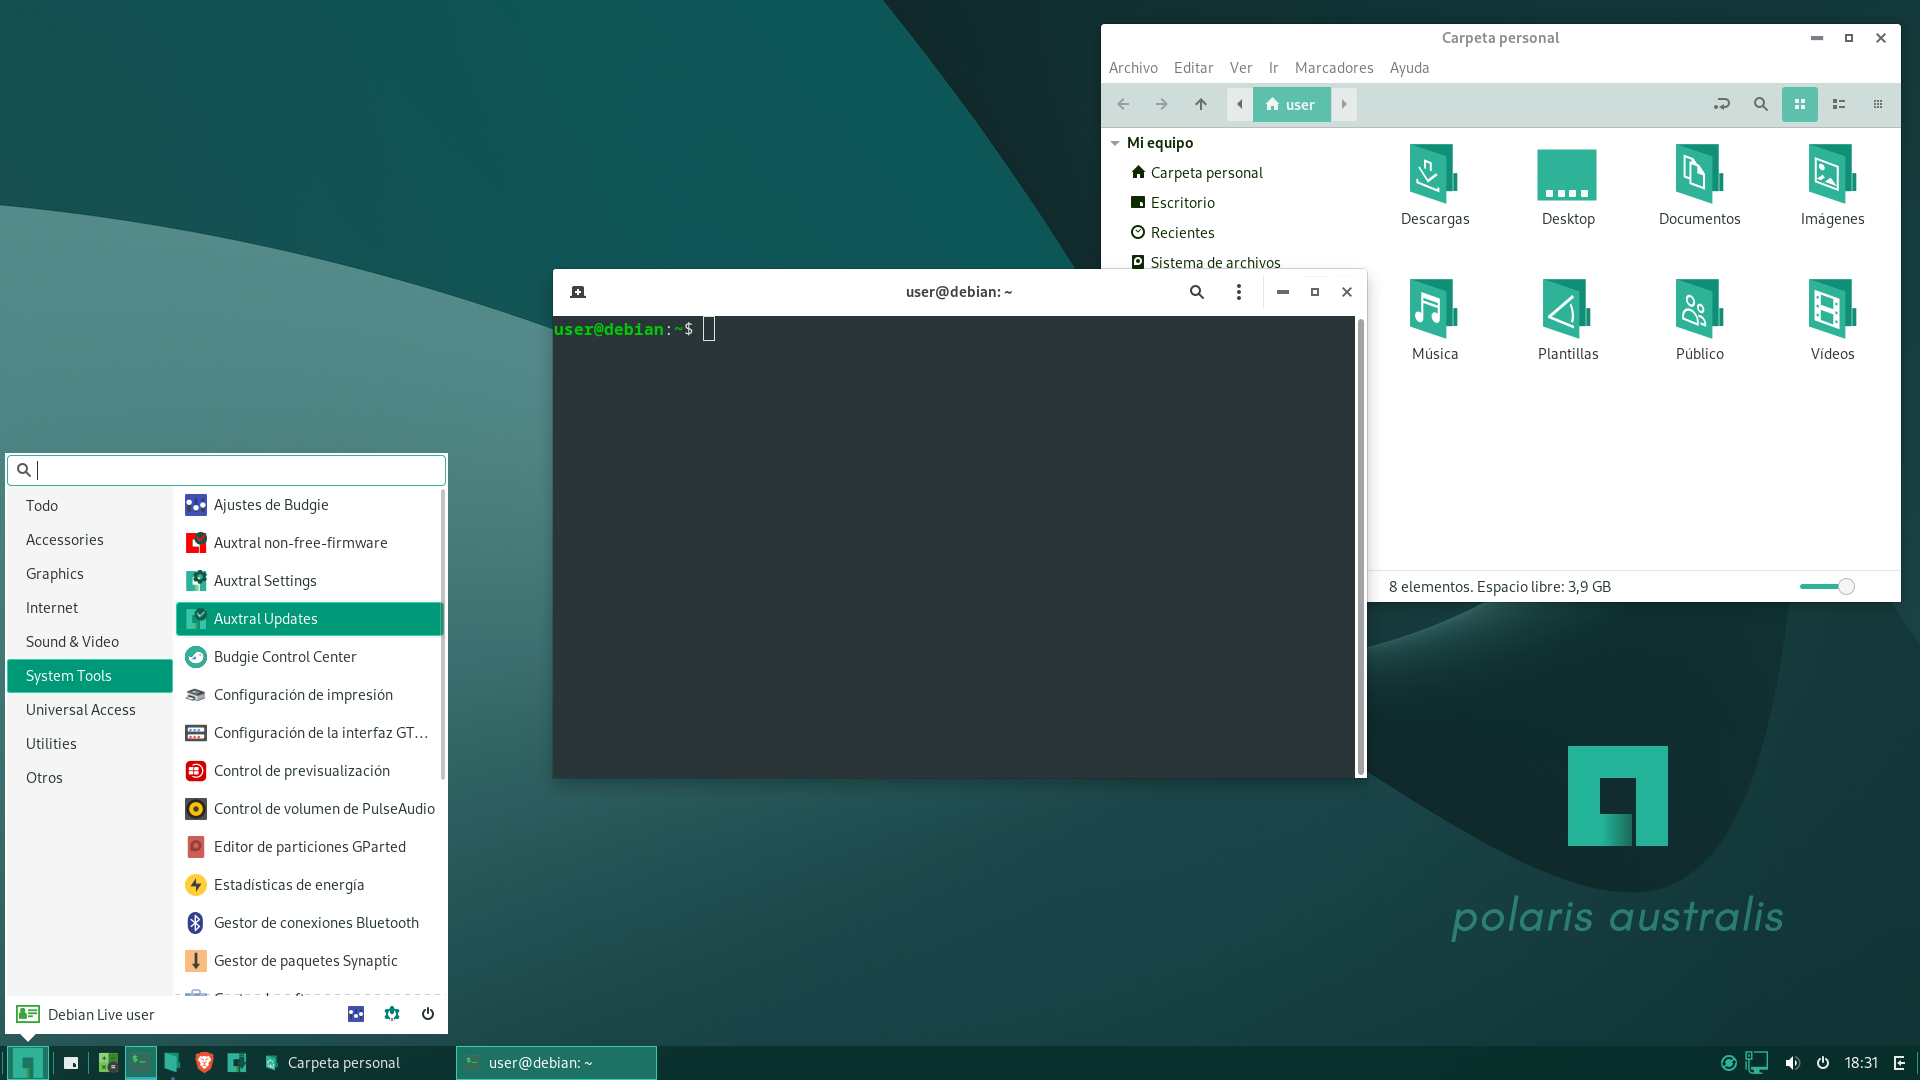 Carpeta personal
Archivo Editar Ver Ir Marcadores Ayuda
user
Mi equipo
Carpeta personal
Escritorio
Recientes
Sistema de archivos
Descargas Desktop Documentos Imágenes
Música Plantillas Público Vídeos
8 elementos. Espacio libre: 3,9 GB
user@debian: ~
user@debian:~$
Todo
Accessories
Graphics
Internet
Sound & Video
System Tools
Universal Access
Utilities
Otros
Ajustes de Budgie
Auxtral non-free-firmware
Auxtral Settings
Auxtral Updates
Budgie Control Center
Configuración de impresión
Configuración de la interfaz GT…
Control de previsualización
Control de volumen de PulseAudio
Editor de particiones GParted
Estadísticas de energía
Gestor de conexiones Bluetooth
Gestor de paquetes Synaptic
Debian Live user
polaris australis
Carpeta personal
user@debian: ~
18:31